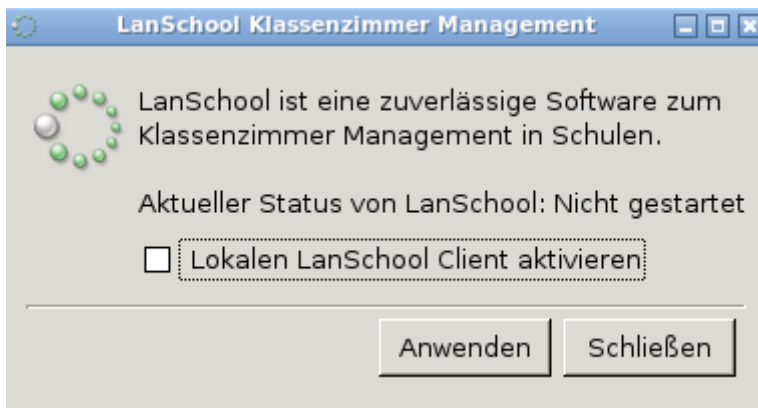 LanSchool Klassenzimmer Management
LanSchool ist eine zuverlässige Software zum
Klassenzimmer Management in Schulen.
Aktueller Status von LanSchool: Nicht gestartet
Lokalen LanSchool Client aktivieren
Anwenden Schließen